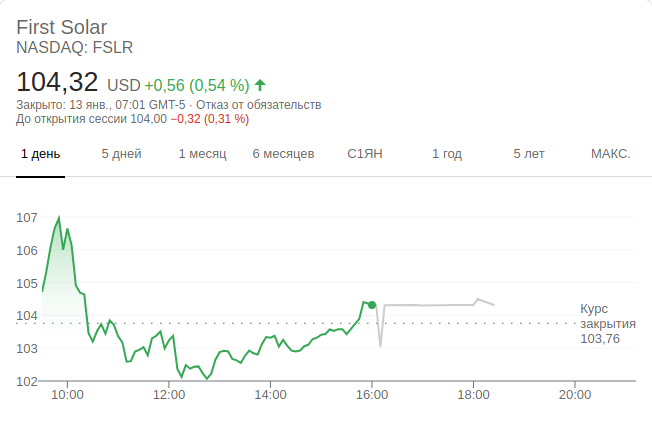 First Solar
NASDAQ: FSLR
104,32 USD +0,56 (0,54 %)
Закрыто: 13 янв., 07:01 GMT-5 · Отказ от обязательств
До открытия сессии 104,00 −0,32 (0,31 %)
1 день 5 дней 1 месяц 6 месяцев С1ЯН 1 год 5 лет МАКС.
107
106
105
104
103
102
Курс
закрытия
103,76
10:00 12:00 14:00 16:00 18:00 20:00